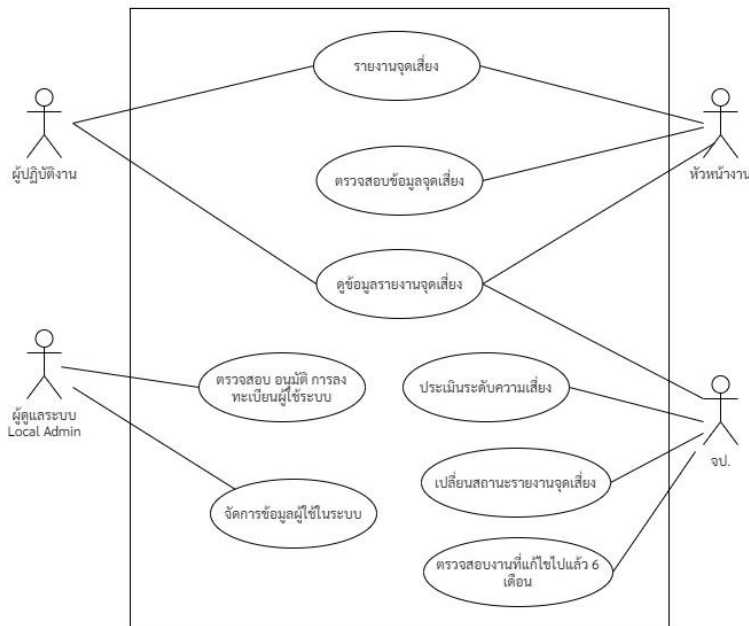 รายงานจุดเสี่ยง
ผู้ปฏิบัติงาน
ตรวจสอบข้อมูลจุดเสี่ยง
หัวหน้างาน
ดูข้อมูลรายงานจุดเสี่ยง
ผู้ดูแลระบบ
Local Admin
ตรวจสอบ อนุมัติ การลง
ทะเบียนผู้ใช้ระบบ
ประเมินระดับความเสี่ยง
จป.
เปลี่ยนสถานะรายงานจุดเสี่ยง
จัดการข้อมูลผู้ใช้ในระบบ
ตรวจสอบงานที่แก้ไขไปแล้ว 6
เดือน